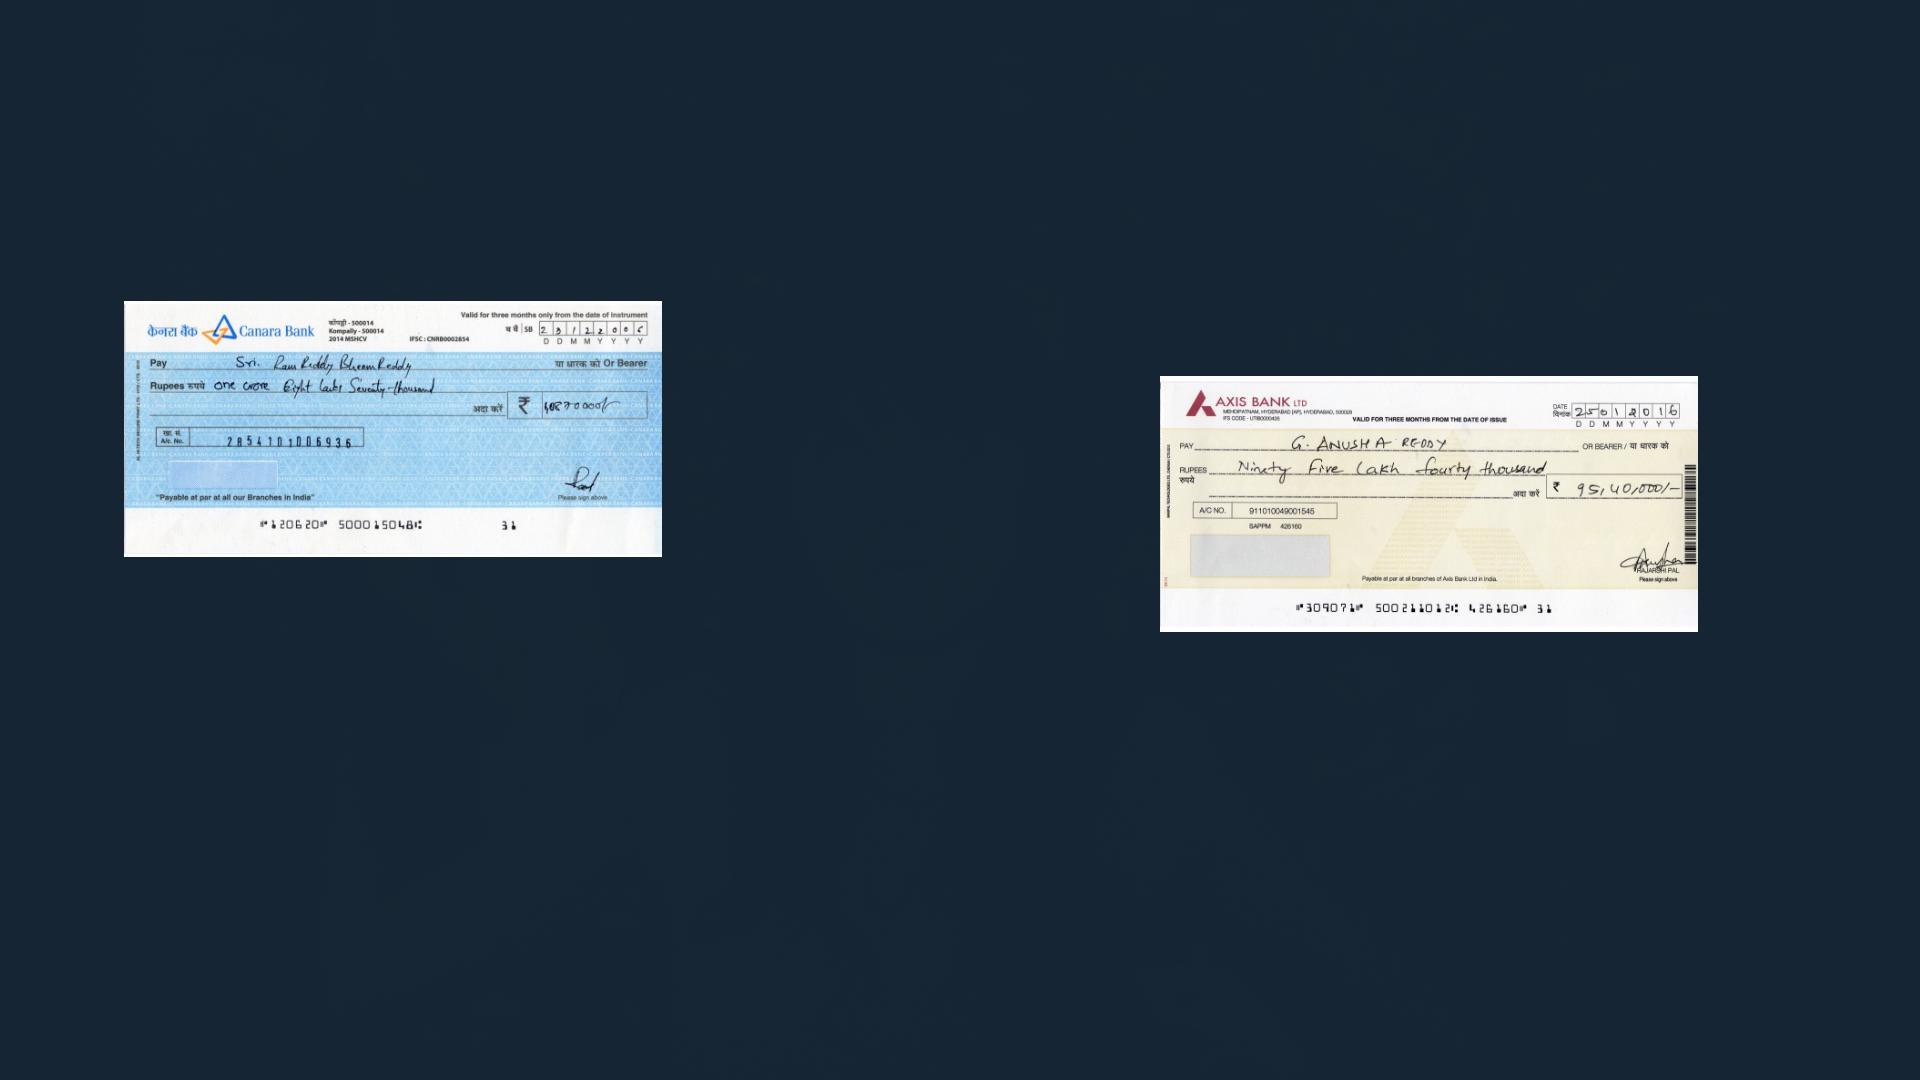 Valid for three months only from the date of instrument
केनरा बैंक Canara Bank
कोंपल्ली - 500014
Kompally - 500014
2014 MSHCV
IFSC : CNRB0002854
SB 2 3 1 2 2 0 0
D D M M Y Y Y Y
Pay Sri. Ram Reddy Bheem Reddy या धारक को Or Bearer
Rupees रुपये One crore Eight lakhs Seventy-thousand
अदा करें ₹ 10870000/-
खा. सं.
A/c. No. 2854101006936
Please sign above
"Payable at par at all our Branches in India"
⑈120620⑈ 500015048⑆ 31
AXIS BANK LTD
MEHDIPATNAM, HYDERABAD [AP], HYDERABAD, 500028
IFS CODE - UTIB0000426
VALID FOR THREE MONTHS FROM THE DATE OF ISSUE
DATE
दिनांक 2 5 0 1 2 0 1 6
D D M M Y Y Y Y
PAY G. ANUSHA REDDY OR BEARER / या धारक को
RUPEES Ninety Five Lakh fourty thousand
रुपये
अदा करें ₹ 95,40,000/-
A/C NO. 911010049001545
SAPPM 426160
RAJARSHI PAL
Please sign above
Payable at par at all branches of Axis Bank Ltd in India.
⑈309071⑈ 500211012⑆ 426160⑈ 31